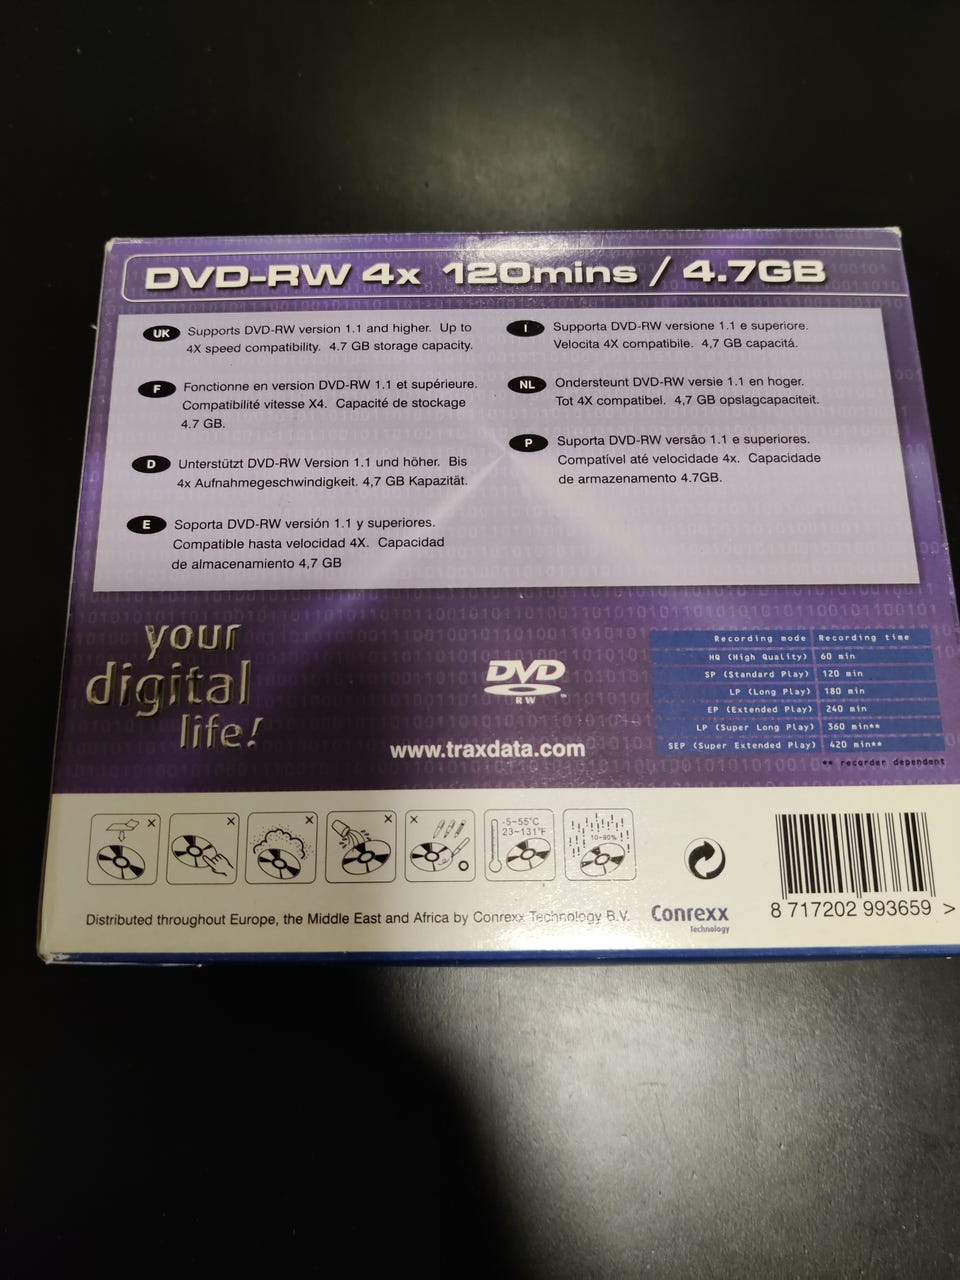 DVD-RW 4x 120mins / 4.7GB
UK Supports DVD-RW version 1.1 and higher. Up to
4X speed compatibility. 4.7 GB storage capacity.
F Fonctionne en version DVD-RW 1.1 et supérieure.
Compatibilité vitesse X4. Capacité de stockage
4.7 GB.
D Unterstützt DVD-RW Version 1.1 und höher. Bis
4x Aufnahmegeschwindigkeit. 4,7 GB Kapazität.
E Soporta DVD-RW versión 1.1 y superiores.
Compatible hasta velocidad 4X. Capacidad
de almacenamiento 4,7 GB
I Supporta DVD-RW versione 1.1 e superiore.
Velocita 4X compatibile. 4,7 GB capacitá.
NL Ondersteunt DVD-RW versie 1.1 en hoger.
Tot 4X compatibel. 4,7 GB opslagcapaciteit.
P Suporta DVD-RW versão 1.1 e superiores.
Compatível até velocidade 4x. Capacidade
de armazenamento 4.7GB.
your
digital
life!
DVD
RW
www.traxdata.com
Recording mode Recording time
HQ (High Quality) 60 min
SP (Standard Play) 120 min
LP (Long Play) 180 min
EP (Extended Play) 240 min
LP (Super Long Play) 360 min**
SEP (Super Extended Play) 420 min**
** recorder dependent
-5~55°C
23~131°F
10~90%
Distributed throughout Europe, the Middle East and Africa by Conrexx Technology B.V.
Conrexx
Technology
8 717202 993659 >